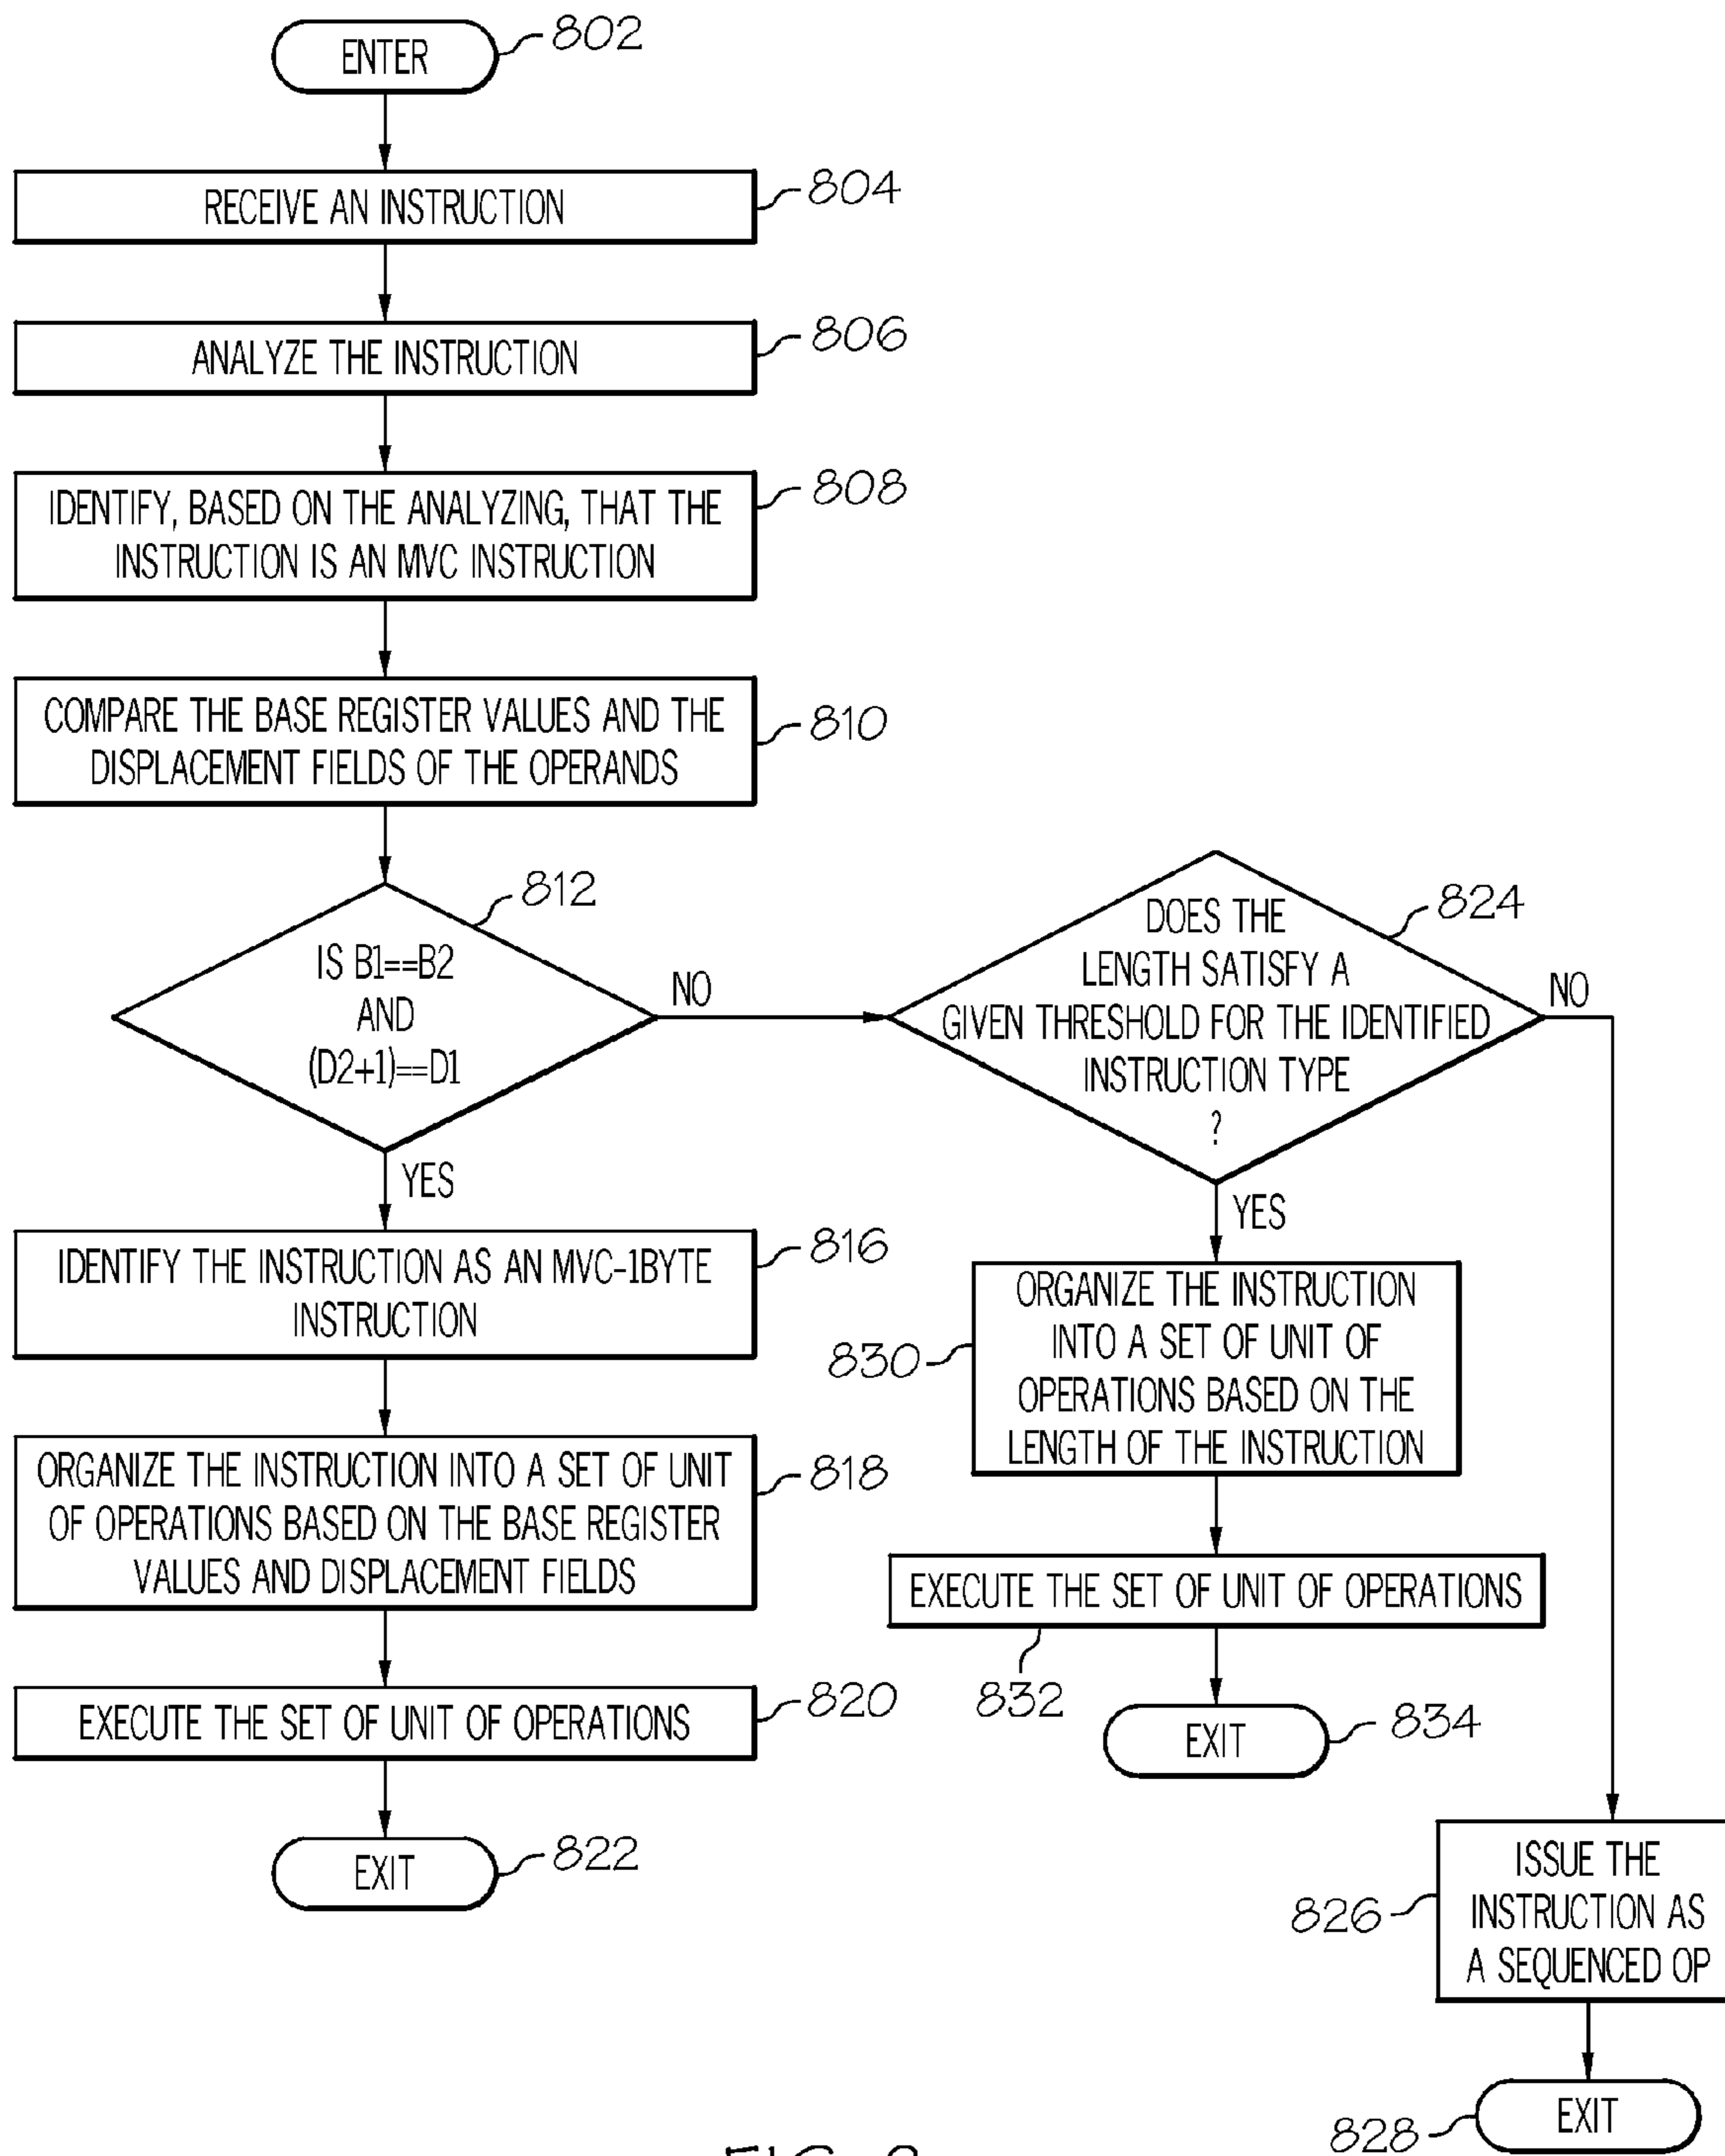 ENTER
802
RECEIVE AN INSTRUCTION
804
ANALYZE THE INSTRUCTION
806
IDENTIFY, BASED ON THE ANALYZING, THAT THE
INSTRUCTION IS AN MVC INSTRUCTION
808
COMPARE THE BASE REGISTER VALUES AND THE
DISPLACEMENT FIELDS OF THE OPERANDS
810
IS B1==B2
AND
(D2+1)==D1
812
NO
YES
IDENTIFY THE INSTRUCTION AS AN MVC-1BYTE
INSTRUCTION
816
ORGANIZE THE INSTRUCTION INTO A SET OF UNIT
OF OPERATIONS BASED ON THE BASE REGISTER
VALUES AND DISPLACEMENT FIELDS
818
EXECUTE THE SET OF UNIT OF OPERATIONS
820
EXIT
822
DOES THE
LENGTH SATISFY A
GIVEN THRESHOLD FOR THE IDENTIFIED
INSTRUCTION TYPE
?
824
NO
YES
ORGANIZE THE INSTRUCTION
INTO A SET OF UNIT OF
OPERATIONS BASED ON THE
LENGTH OF THE INSTRUCTION
830
EXECUTE THE SET OF UNIT OF OPERATIONS
832
EXIT
834
ISSUE THE
INSTRUCTION AS
A SEQUENCED OP
826
EXIT
828